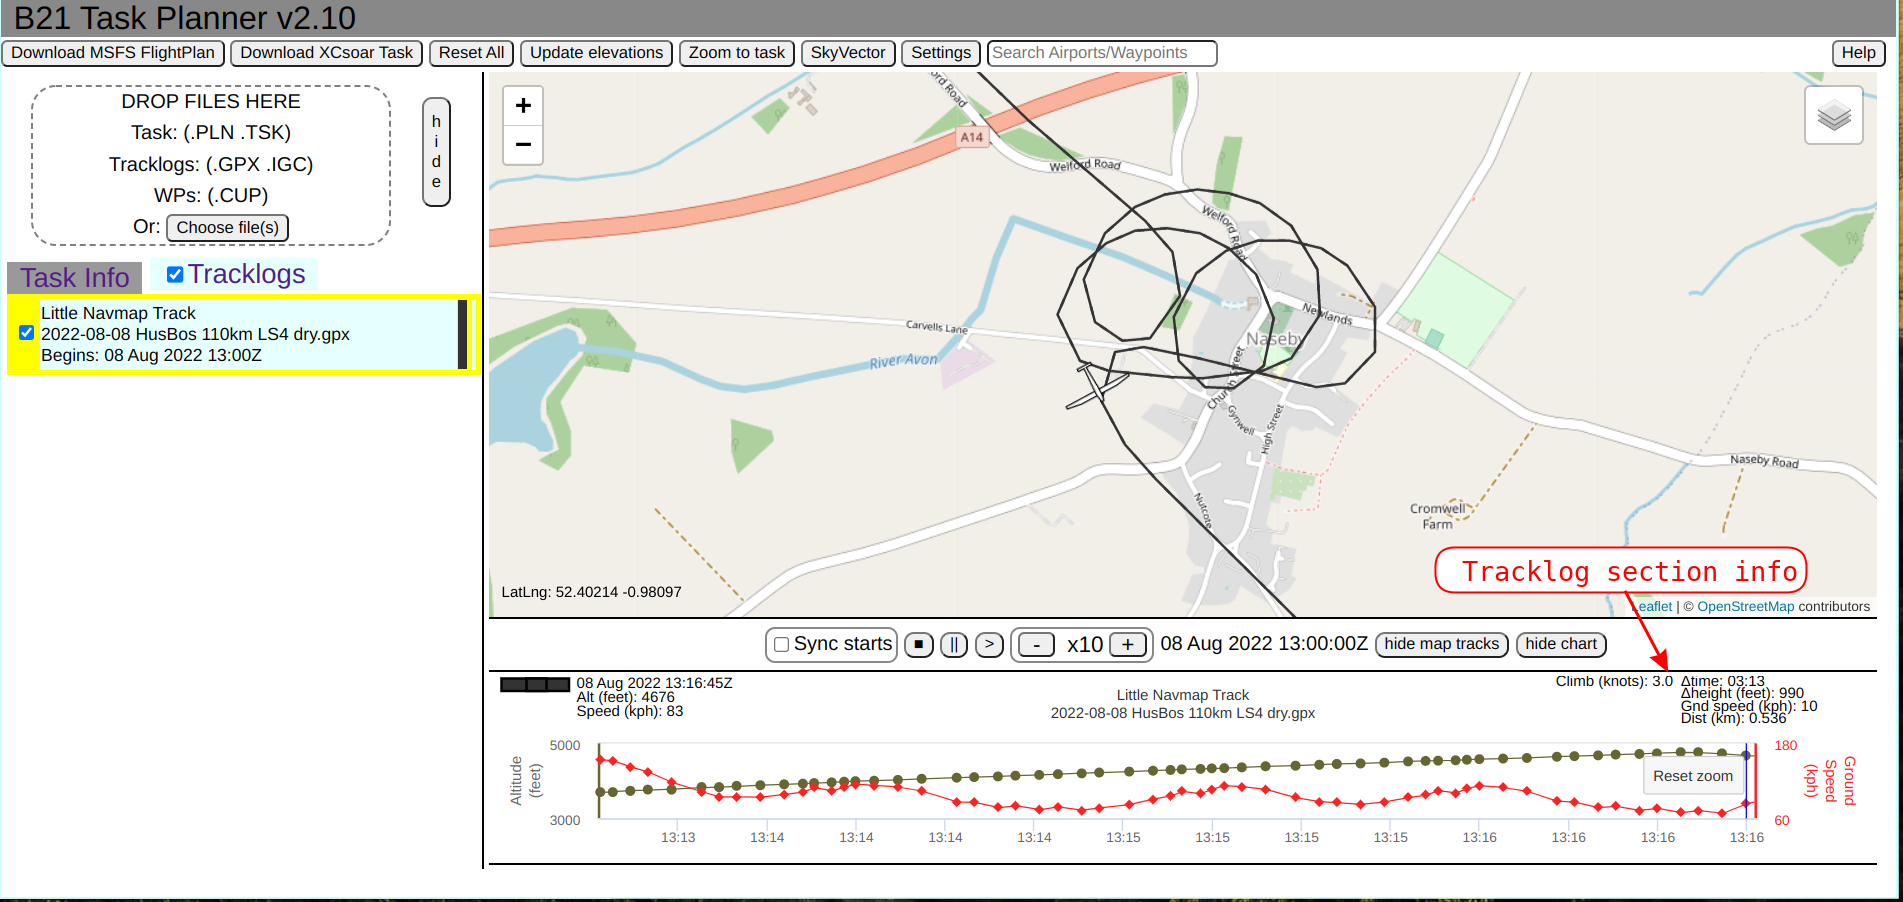 B21 Task Planner v2.10
Download MSFS FlightPlan
Download XCsoar Task
Reset All
Update elevations
Zoom to task
SkyVector
Settings
Search Airports/Waypoints
Help
DROP FILES HERE
Task: (.PLN .TSK)
Tracklogs: (.GPX .IGC)
WPs: (.CUP)
Or: Choose file(s)
hide
Task Info
Tracklogs
Little Navmap Track
2022-08-08 HusBos 110km LS4 dry.gpx
Begins: 08 Aug 2022 13:00Z
+
−
A14
Welford Road
Welford Road
Newlands
Carvells Lane
Naseby
River Avon
Church Street
Gynwell
High Street
Nutcote
Naseby Road
Cromwell
Farm
Tracklog section info
LatLng: 52.40214 -0.98097
Leaflet | © OpenStreetMap contributors
Sync starts
■
||
>
-
x10
+
08 Aug 2022 13:00:00Z
hide map tracks
hide chart
08 Aug 2022 13:16:45Z
Alt (feet): 4676
Speed (kph): 83
Little Navmap Track
2022-08-08 HusBos 110km LS4 dry.gpx
Climb (knots): 3.0
Δtime: 03:13
Δheight (feet): 990
Gnd speed (kph): 10
Dist (km): 0.536
Altitude
(feet)
5000
3000
Reset zoom
180
60
Ground
Speed
(kph)
13:13 13:14 13:14 13:14 13:14 13:15 13:15 13:15 13:15 13:16 13:16 13:16 13:16